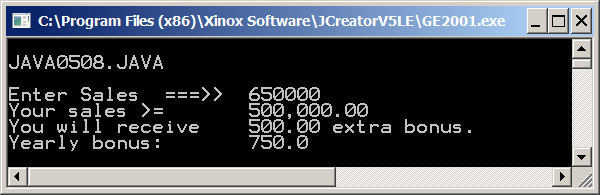 C:\Program Files (x86)\Xinox Software\JCreatorV5LE\GE2001.exe
JAVA0508.JAVA
Enter Sales ===>> 650000
Your sales >= 500,000.00
You will receive 500.00 extra bonus.
Yearly bonus: 750.0